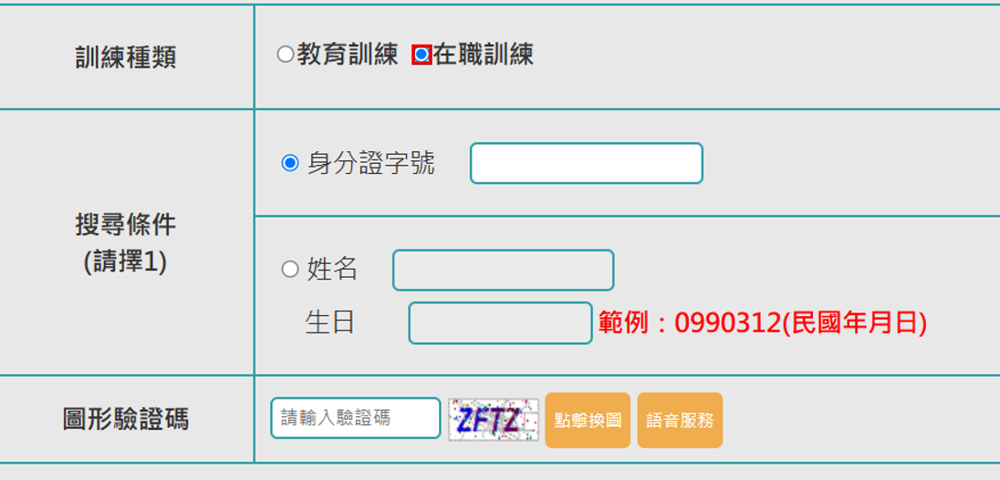 訓練種類
教育訓練 在職訓練
搜尋條件
(請擇1)
身分證字號
姓名
生日 範例：0990312(民國年月日)
圖形驗證碼
請輸入驗證碼 ZFTZ 點擊換圖 語音服務